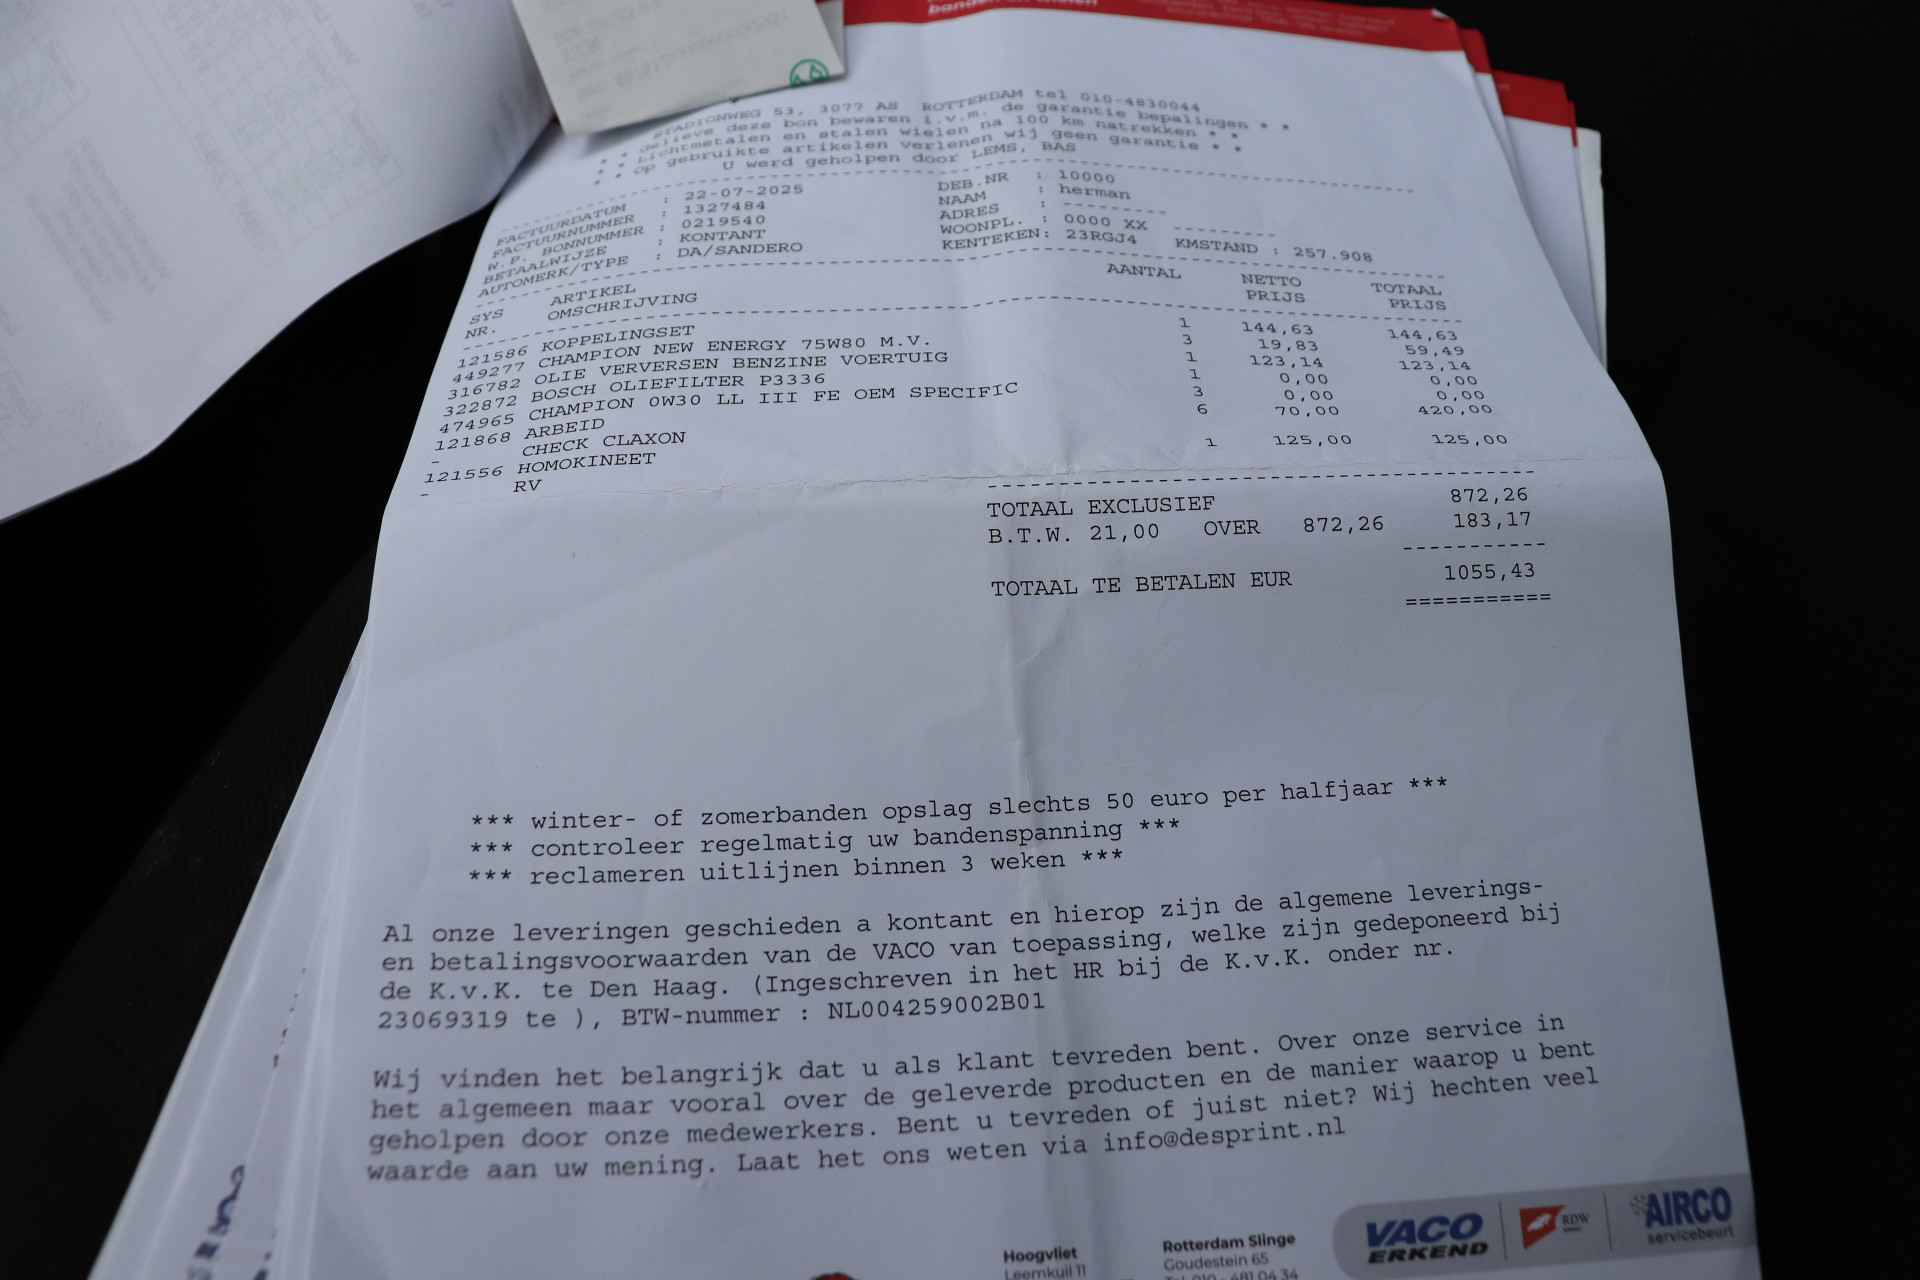 STADIONWEG 53, 3077 AS ROTTERDAM tel 010-4830044
* * Gelieve deze bon bewaren i.v.m. de garantie bepalingen * *
* * Lichtmetalen en stalen wielen na 100 km natrekken * *
* * Op gebruikte artikelen verlenen wij geen garantie * *
U werd geholpen door LEMS, BAS
FACTUURDATUM : 22-07-2025 DEB.NR : 10000
FACTUURNUMMER : 1327484 NAAM : herman
W.P. BONNUMMER : 0219540 ADRES : ---------
BETAALWIJZE : KONTANT WOONPL. : 0000 XX ---------
AUTOMERK/TYPE : DA/SANDERO KENTEKEN: 23RGJ4 KMSTAND : 257.908
SYS ARTIKEL AANTAL NETTO TOTAAL
NR. OMSCHRIJVING PRIJS PRIJS
121586 KOPPELINGSET 1 144,63 144,63
449277 CHAMPION NEW ENERGY 75W80 M.V. 3 19,83 59,49
316782 OLIE VERVERSEN BENZINE VOERTUIG 1 123,14 123,14
322872 BOSCH OLIEFILTER P3336 1 0,00 0,00
474965 CHAMPION 0W30 LL III FE OEM SPECIFIC 3 0,00 0,00
121868 ARBEID 6 70,00 420,00
- CHECK CLAXON
121556 HOMOKINEET 1 125,00 125,00
- RV
TOTAAL EXCLUSIEF 872,26
B.T.W. 21,00 OVER 872,26 183,17
-----------
TOTAAL TE BETALEN EUR 1055,43
===========
*** winter- of zomerbanden opslag slechts 50 euro per halfjaar ***
*** controleer regelmatig uw bandenspanning ***
*** reclameren uitlijnen binnen 3 weken ***
Al onze leveringen geschieden a kontant en hierop zijn de algemene leverings-
en betalingsvoorwaarden van de VACO van toepassing, welke zijn gedeponeerd bij
de K.v.K. te Den Haag. (Ingeschreven in het HR bij de K.v.K. onder nr.
23069319 te ), BTW-nummer : NL004259002B01
Wij vinden het belangrijk dat u als klant tevreden bent. Over onze service in
het algemeen maar vooral over de geleverde producten en de manier waarop u bent
geholpen door onze medewerkers. Bent u tevreden of juist niet? Wij hechten veel
waarde aan uw mening. Laat het ons weten via info@desprint.nl
VACO
ERKEND
RDW
AIRCO
servicebeurt
Hoogvliet
Leemkuil 11
Rotterdam Slinge
Goudestein 65
Tel 010 - 481 04 34